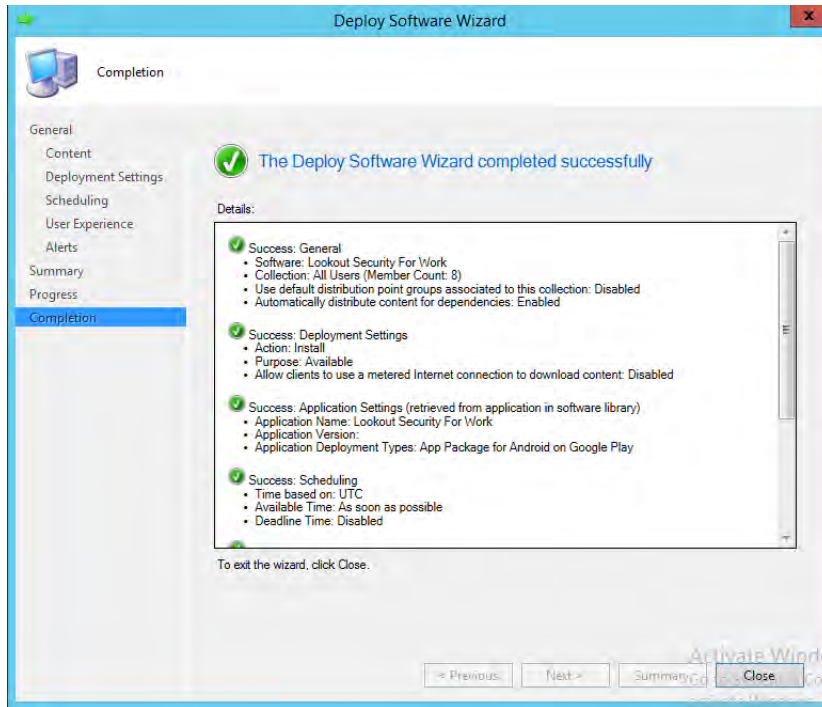 Deploy Software Wizard
x
Completion
General
Content
Deployment Settings
Scheduling
User Experience
Alerts
Summary
Progress
Completion
The Deploy Software Wizard completed successfully
Details:
Success: General
• Software: Lookout Security For Work
• Collection: All Users (Member Count: 8)
• Use default distribution point groups associated to this collection: Disabled
• Automatically distribute content for dependencies: Enabled
Success: Deployment Settings
• Action: Install
• Purpose: Available
• Allow clients to use a metered Internet connection to download content: Disabled
Success: Application Settings (retrieved from application in software library)
• Application Name: Lookout Security For Work
• Application Version:
• Application Deployment Types: App Package for Android on Google Play
Success: Scheduling
• Time based on: UTC
• Available Time: As soon as possible
• Deadline Time: Disabled
To exit the wizard, click Close.
Activate Wind
< Previous Next > Summary Close